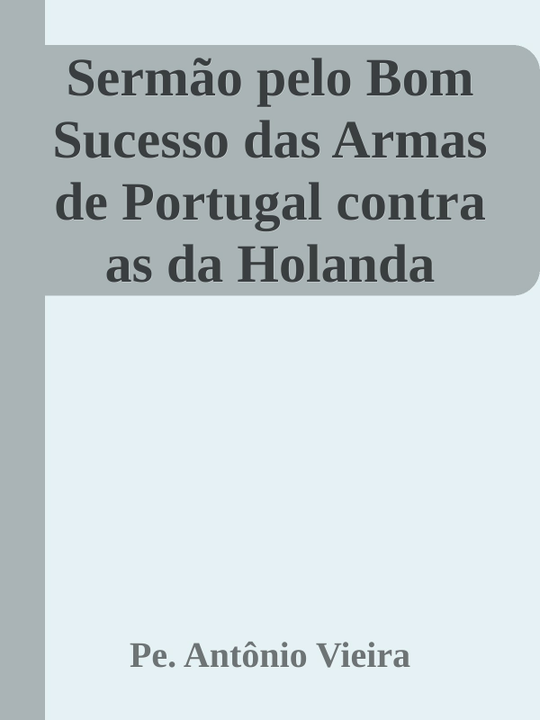 Sermão pelo Bom
Sucesso das Armas
de Portugal contra
as da Holanda
Pe. Antônio Vieira